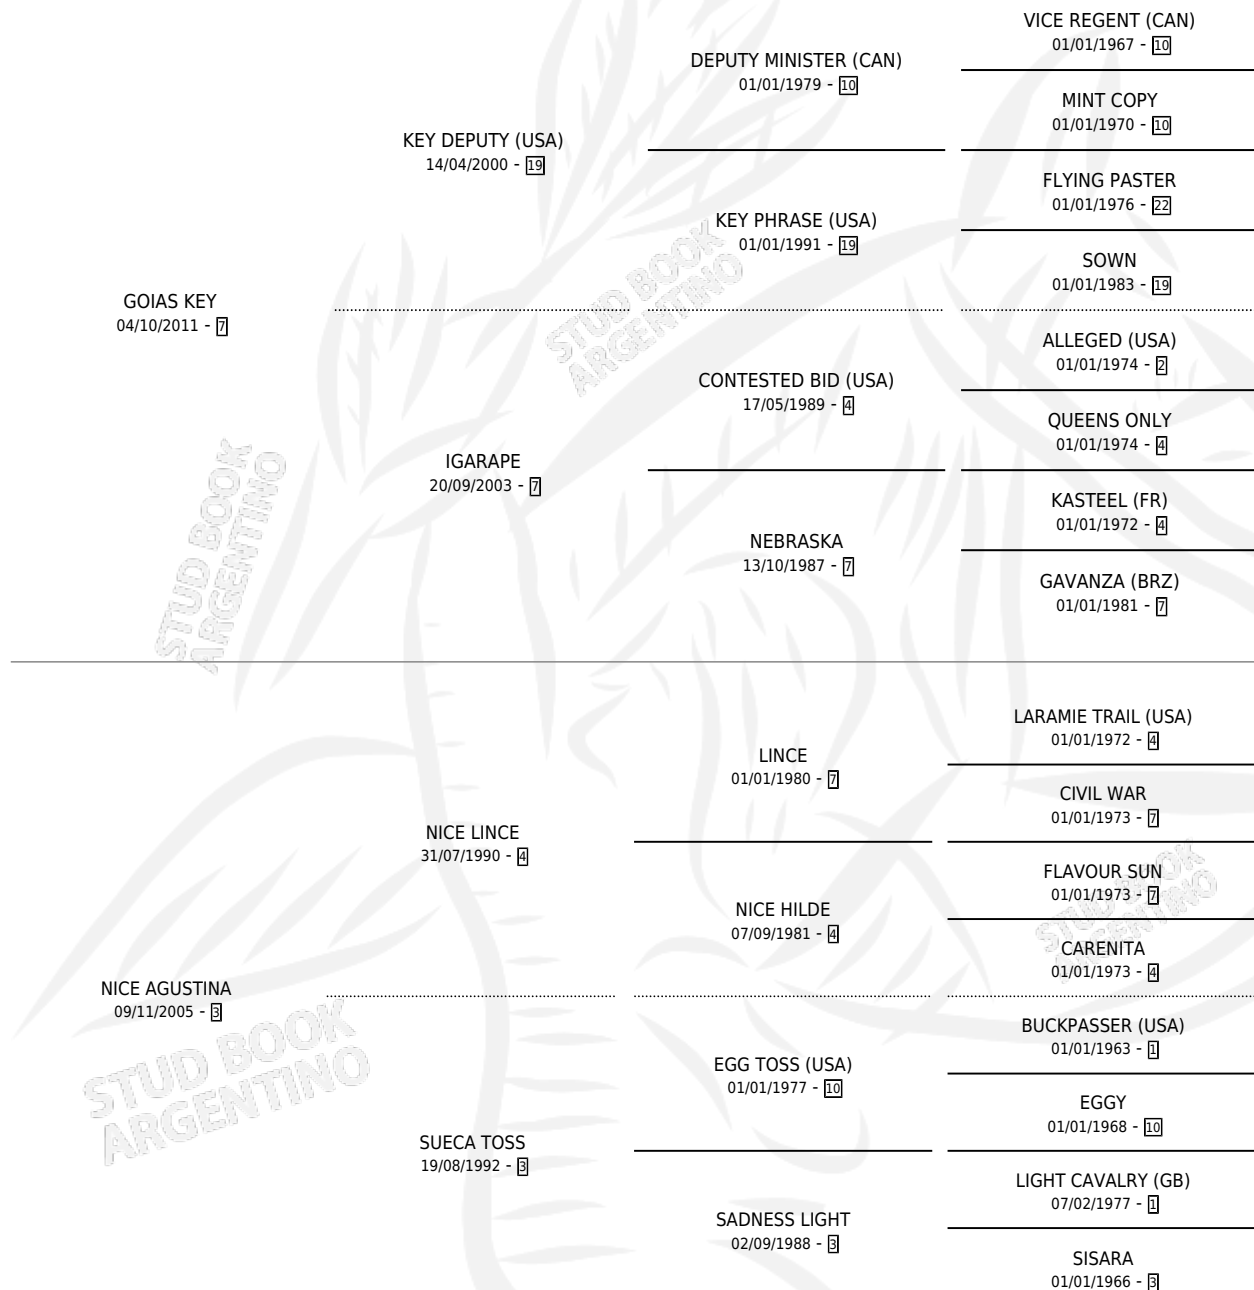 VICE REGENT (CAN)
01/01/1967 - 10
DEPUTY MINISTER (CAN)
01/01/1979 - 10
MINT COPY
01/01/1970 - 10
KEY DEPUTY (USA)
14/04/2000 - 19
FLYING PASTER
01/01/1976 - 22
KEY PHRASE (USA)
01/01/1991 - 19
SOWN
01/01/1983 - 19
GOIAS KEY
04/10/2011 - 7
STUD BOOK
ARGENTINO
ALLEGED (USA)
01/01/1974 - 2
CONTESTED BID (USA)
17/05/1989 - 4
QUEENS ONLY
01/01/1974 - 4
IGARAPE
20/09/2003 - 7
KASTEEL (FR)
01/01/1972 - 4
NEBRASKA
13/10/1987 - 7
GAVANZA (BRZ)
01/01/1981 - 7
STUD BOOK
ARGENTINO
LARAMIE TRAIL (USA)
01/01/1972 - 4
LINCE
01/01/1980 - 7
CIVIL WAR
01/01/1973 - 7
NICE LINCE
31/07/1990 - 4
FLAVOUR SUN
01/01/1973 - 7
NICE HILDE
07/09/1981 - 4
CARENITA
01/01/1973 - 4
STUD BOOK
ARGENTINO
NICE AGUSTINA
09/11/2005 - 3
BUCKPASSER (USA)
01/01/1963 - 1
EGG TOSS (USA)
01/01/1977 - 10
EGGY
01/01/1968 - 10
STUD BOOK
ARGENTINO
SUECA TOSS
19/08/1992 - 3
LIGHT CAVALRY (GB)
07/02/1977 - 1
SADNESS LIGHT
02/09/1988 - 3
SISARA
01/01/1966 - 3